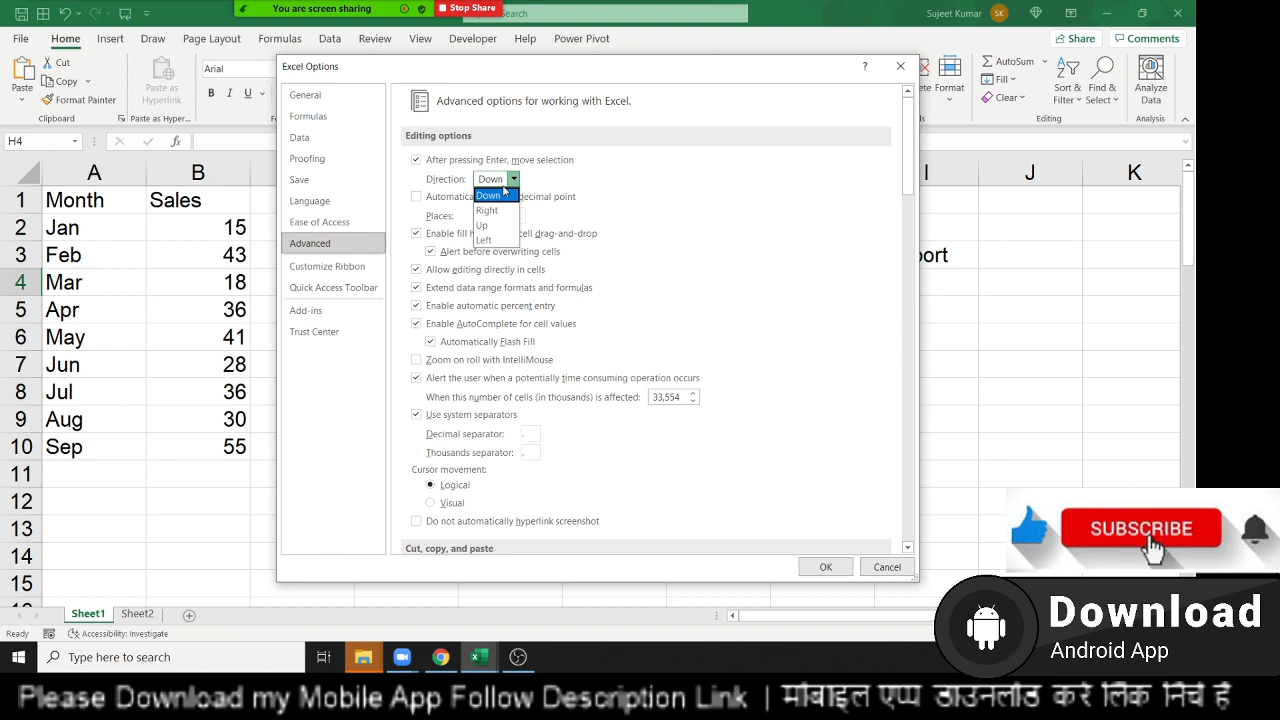 You are screen sharing
Stop Share
Search
Sujeet Kumar
SK
File Home Insert Draw Page Layout Formulas Data Review View Developer Help Power Pivot
Share Comments
Paste
Cut
Copy
Format Painter
Clipboard
Paste as
Hyperlink
Paste as Hyper...
Arial
B I U
Format
AutoSum
Fill
Clear
Sort &
Filter
Find &
Select
Editing
Analyze
Data
Analysis
H4
fx
Excel Options
?
General
Formulas
Data
Proofing
Save
Language
Ease of Access
Advanced
Customize Ribbon
Quick Access Toolbar
Add-ins
Trust Center
Advanced options for working with Excel.
Editing options
After pressing Enter, move selection
Direction: Down
Down
Right
Up
Left
decimal point
Places:
Enable fill
cell drag-and-drop
Alert before overwriting cells
Allow editing directly in cells
Extend data range formats and formulas
Enable automatic percent entry
Enable AutoComplete for cell values
Automatically Flash Fill
Zoom on roll with IntelliMouse
Alert the user when a potentially time consuming operation occurs
When this number of cells (in thousands) is affected: 33,554
Use system separators
Decimal separator: .
Thousands separator: ,
Cursor movement:
Logical
Visual
Do not automatically hyperlink screenshot
Cut, copy, and paste
OK Cancel
A B I J K
1 Month Sales
2 Jan 15
3 Feb 43
4 Mar 18
5 Apr 36
6 May 41
7 Jun 28
8 Jul 36
9 Aug 30
10 Sep 55
11
12
13
14
15
port
Sheet1 Sheet2
Ready Accessibility: Investigate
Type here to search
SUBSCRIBE
Download
Android App
Please Download my Mobile App Follow Description Link | मोबाइल एप्प डाउनलोड करे लिंक निचे हे